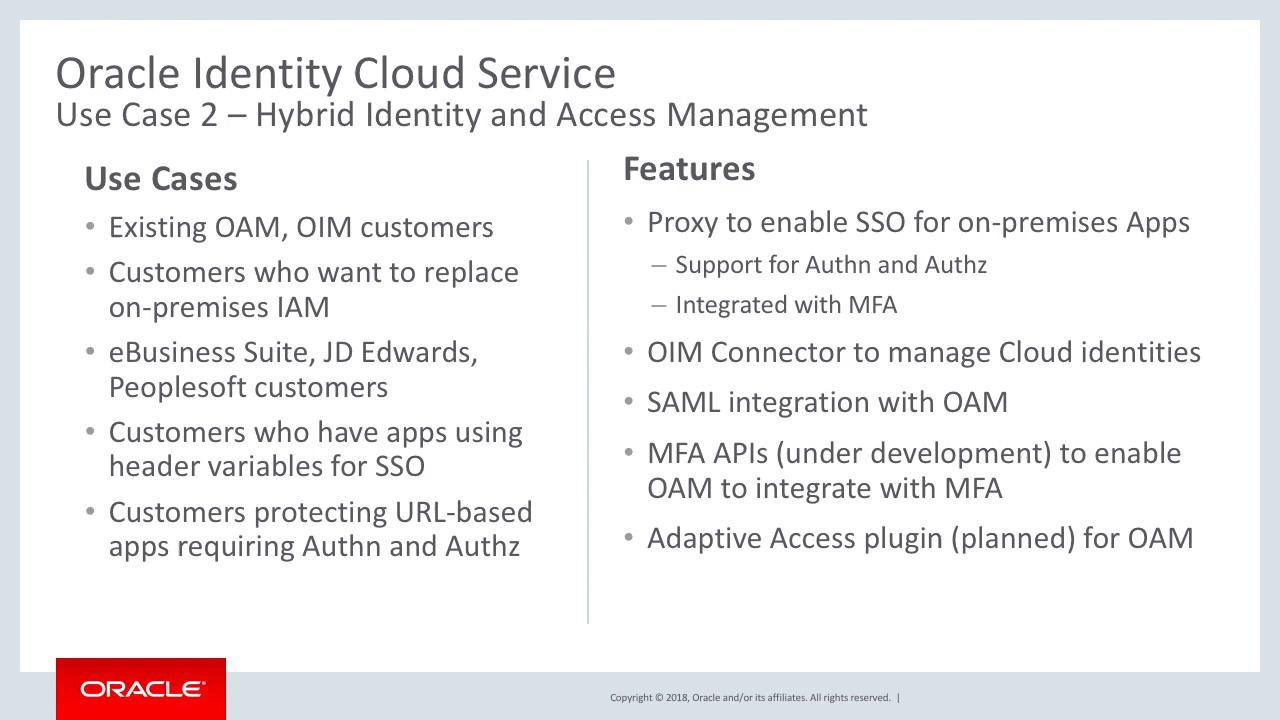 Oracle Identity Cloud Service
Use Case 2 – Hybrid Identity and Access Management
Use Cases
• Existing OAM, OIM customers
• Customers who want to replace
on-premises IAM
• eBusiness Suite, JD Edwards,
Peoplesoft customers
• Customers who have apps using
header variables for SSO
• Customers protecting URL-based
apps requiring Authn and Authz
Features
• Proxy to enable SSO for on-premises Apps
– Support for Authn and Authz
– Integrated with MFA
• OIM Connector to manage Cloud identities
• SAML integration with OAM
• MFA APIs (under development) to enable
OAM to integrate with MFA
• Adaptive Access plugin (planned) for OAM
ORACLE®
Copyright © 2018, Oracle and/or its affiliates. All rights reserved. |